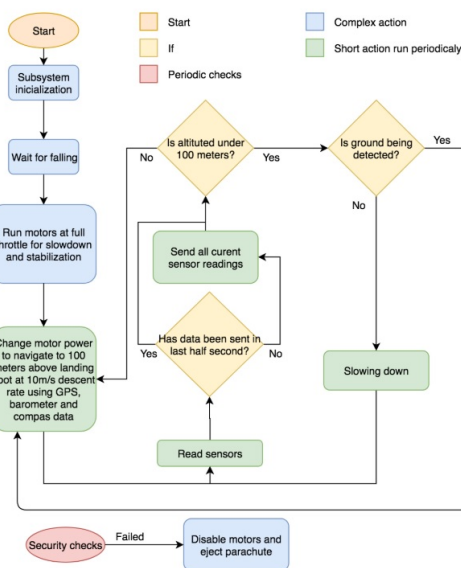 Start
Start
If
Periodic checks
Complex action
Short action run periodicaly
Subsystem
inicialization
Wait for falling
Run motors at full
throttle for slowdown
and stabilization
Change motor power
to navigate to 100
meters above landing
spot at 10m/s descent
rate using GPS,
barometer and
compas data
Is altituted under
100 meters?
No
Yes
Is ground being
detected?
Yes
No
Send all curent
sensor readings
Has data been sent in
last half second?
Yes
No
Read sensors
Slowing down
Security checks
Failed
Disable motors and
eject parachute